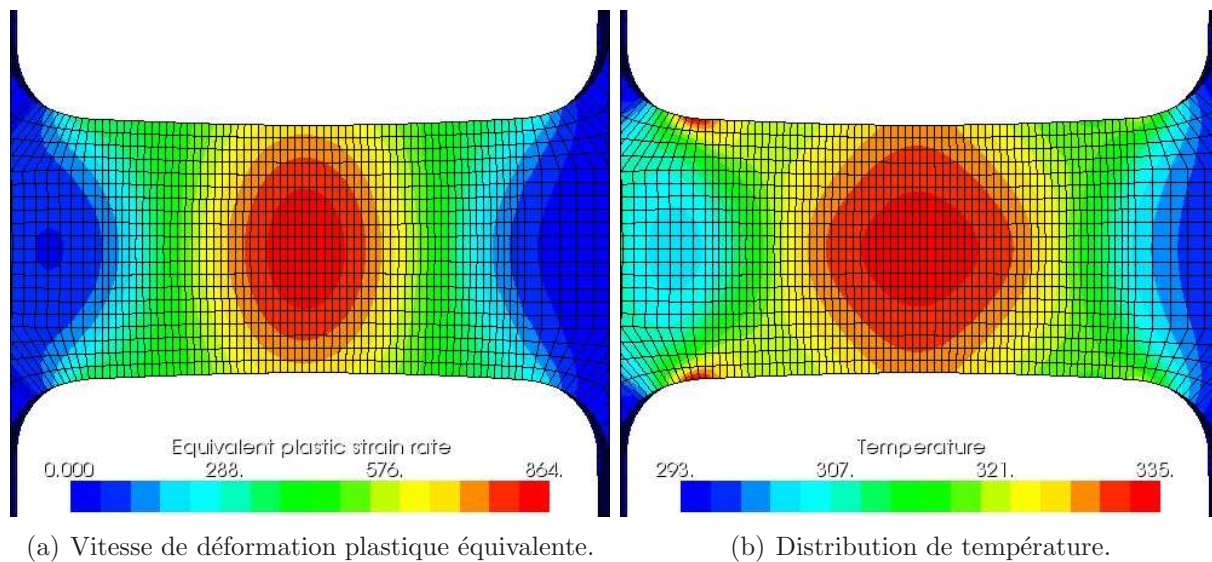 Equivalent plastic strain rate
0.000 288. 576. 864.
Temperature
293. 307. 321. 335.
(a) Vitesse de déformation plastique équivalente.
(b) Distribution de température.